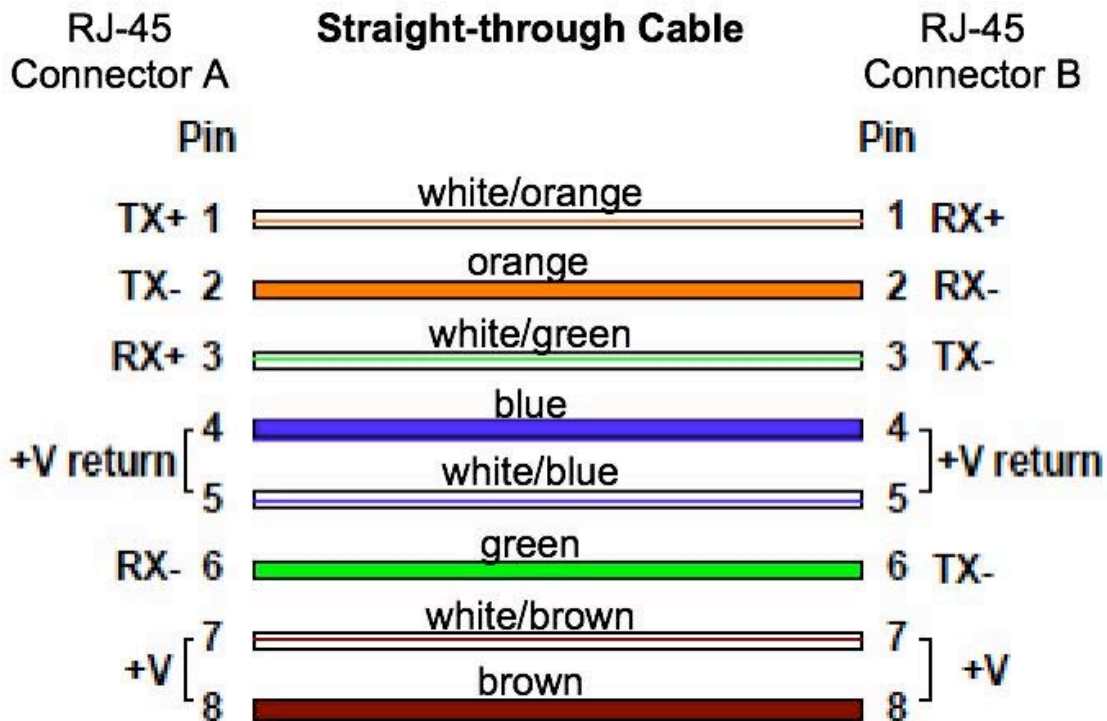 RJ-45 Straight-through Cable RJ-45
Connector A Connector B
Pin Pin
white/orange
TX+ 1 1 RX+
orange
TX- 2 2 RX-
white/green
RX+ 3 3 TX-
blue
4 4
+V return +V return
white/blue
5 5
green
RX- 6 6 TX-
white/brown
7 7
+V +V
brown
8 8